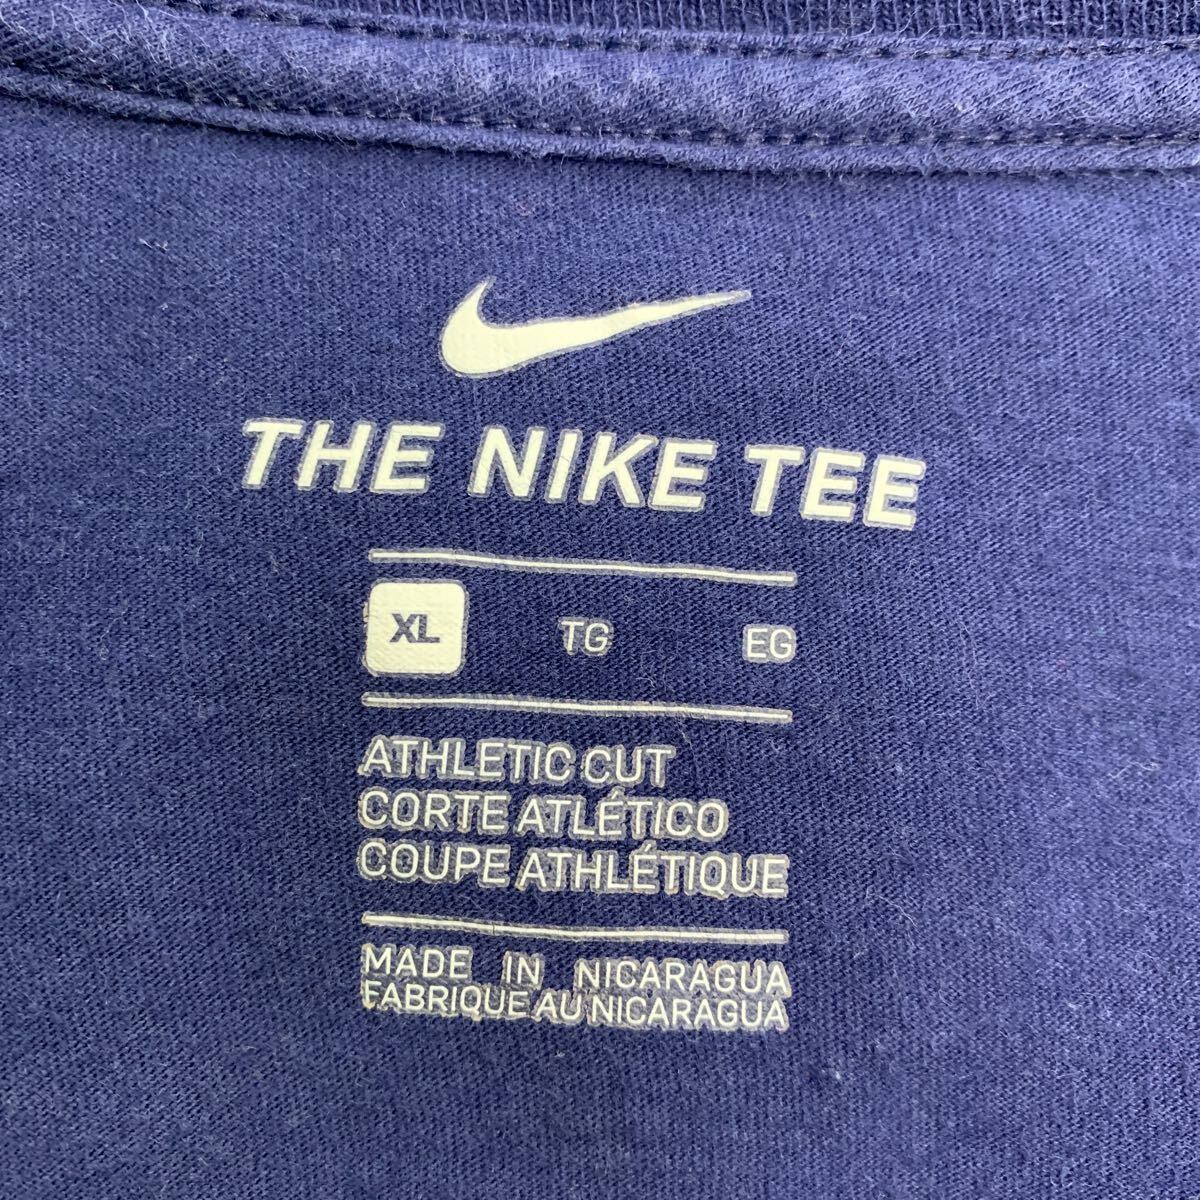 THE NIKE TEE
XL TG EG
ATHLETIC CUT
CORTE ATLÉTICO
COUPE ATHLÉTIQUE
MADE IN NICARAGUA
FABRIQUE AU NICARAGUA